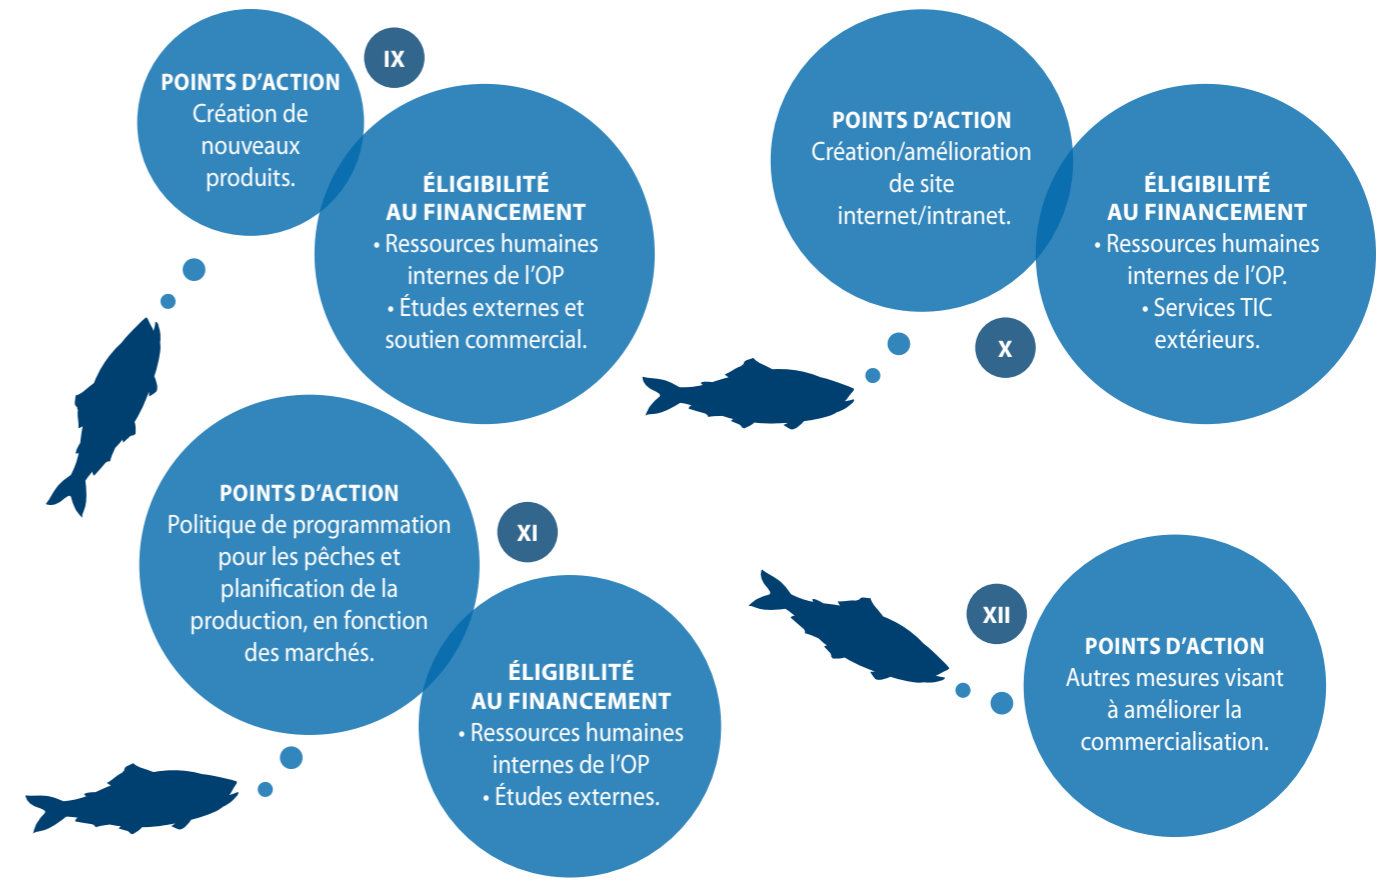 IX
POINTS D’ACTION
Création de
nouveaux
produits.
ÉLIGIBILITÉ
AU FINANCEMENT
• Ressources humaines
internes de l’OP
• Études externes et
soutien commercial.
X
POINTS D’ACTION
Création/amélioration
de site
internet/intranet.
ÉLIGIBILITÉ
AU FINANCEMENT
• Ressources humaines
internes de l’OP.
• Services TIC
extérieurs.
XI
POINTS D’ACTION
Politique de programmation
pour les pêches et
planification de la
production, en fonction
des marchés.
ÉLIGIBILITÉ
AU FINANCEMENT
• Ressources humaines
internes de l’OP
• Études externes.
XII
POINTS D’ACTION
Autres mesures visant
à améliorer la
commercialisation.